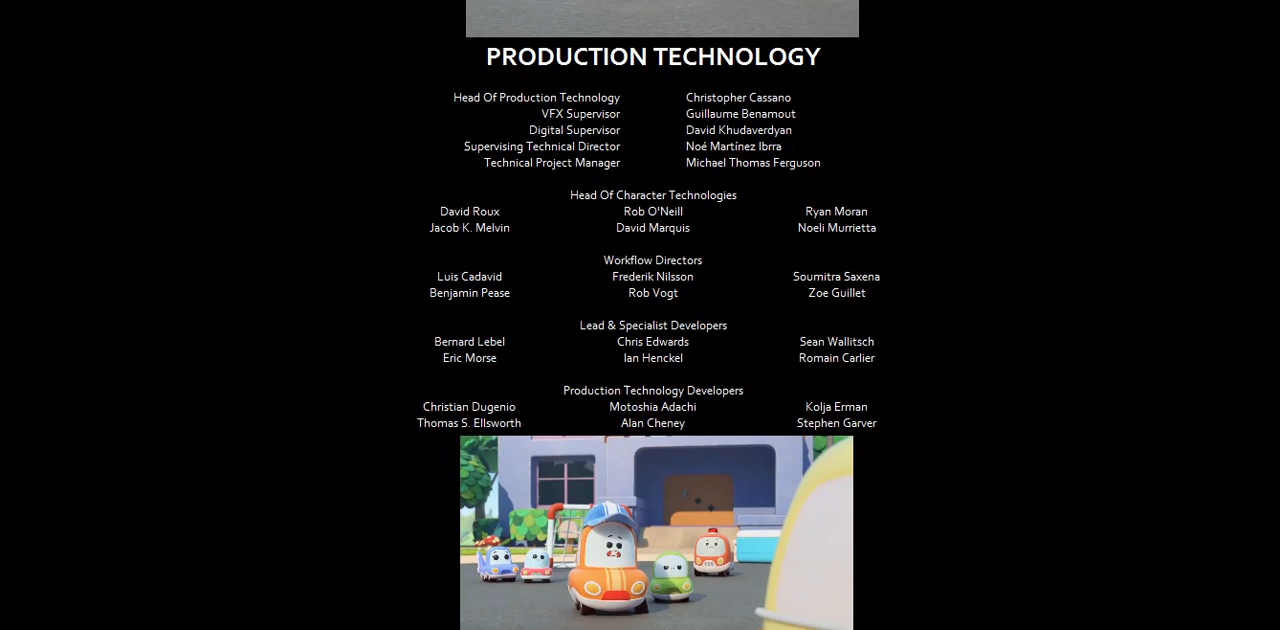 PRODUCTION TECHNOLOGY
Head Of Production Technology Christopher Cassano
VFX Supervisor Guillaume Benamout
Digital Supervisor David Khudaverdyan
Supervising Technical Director Noé Martínez Ibrra
Technical Project Manager Michael Thomas Ferguson
Head Of Character Technologies
David Roux Rob O'Neill Ryan Moran
Jacob K. Melvin David Marquis Noeli Murrietta
Workflow Directors
Luis Cadavid Frederik Nilsson Soumitra Saxena
Benjamin Pease Rob Vogt Zoe Guillet
Lead & Specialist Developers
Bernard Lebel Chris Edwards Sean Wallitsch
Eric Morse Ian Henckel Romain Carlier
Production Technology Developers
Christian Dugenio Motoshia Adachi Kolja Erman
Thomas S. Ellsworth Alan Cheney Stephen Garver